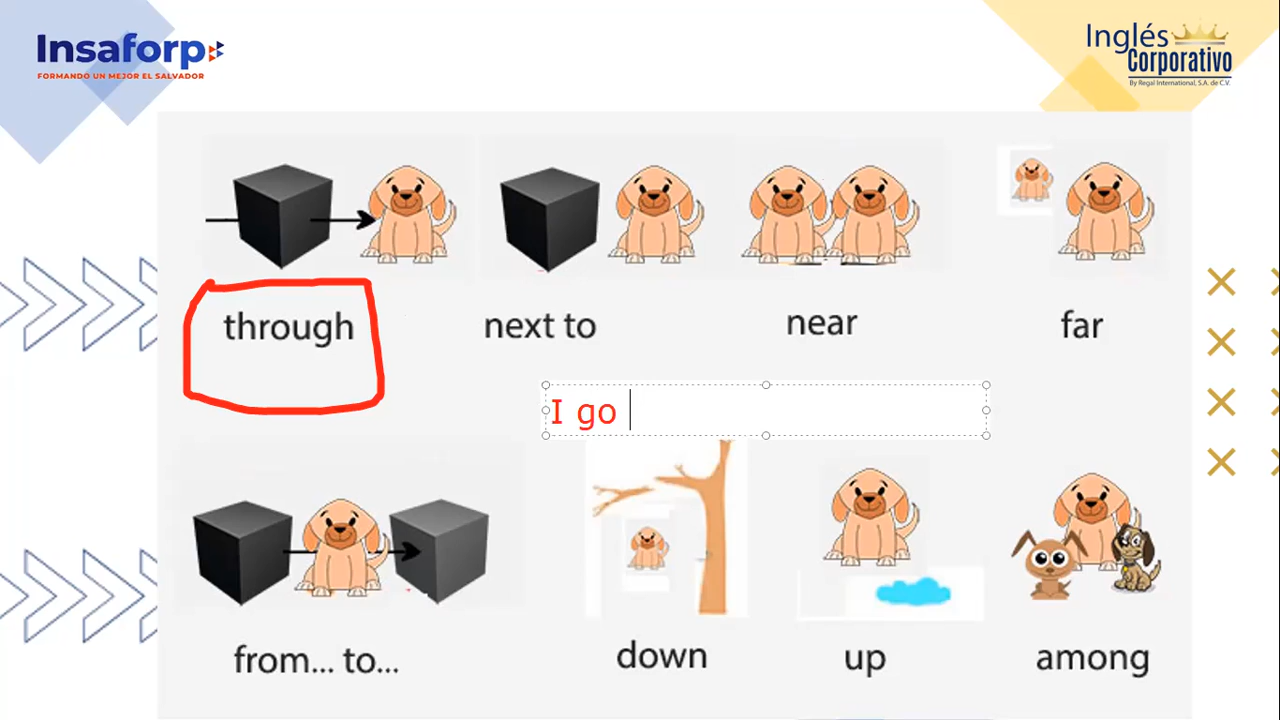 Insaforp
FORMANDO UN MEJOR EL SALVADOR
Inglés
Corporativo
By Regal International, S.A. de C.V.
through
next to
near
far
I go
from... to...
down
up
among